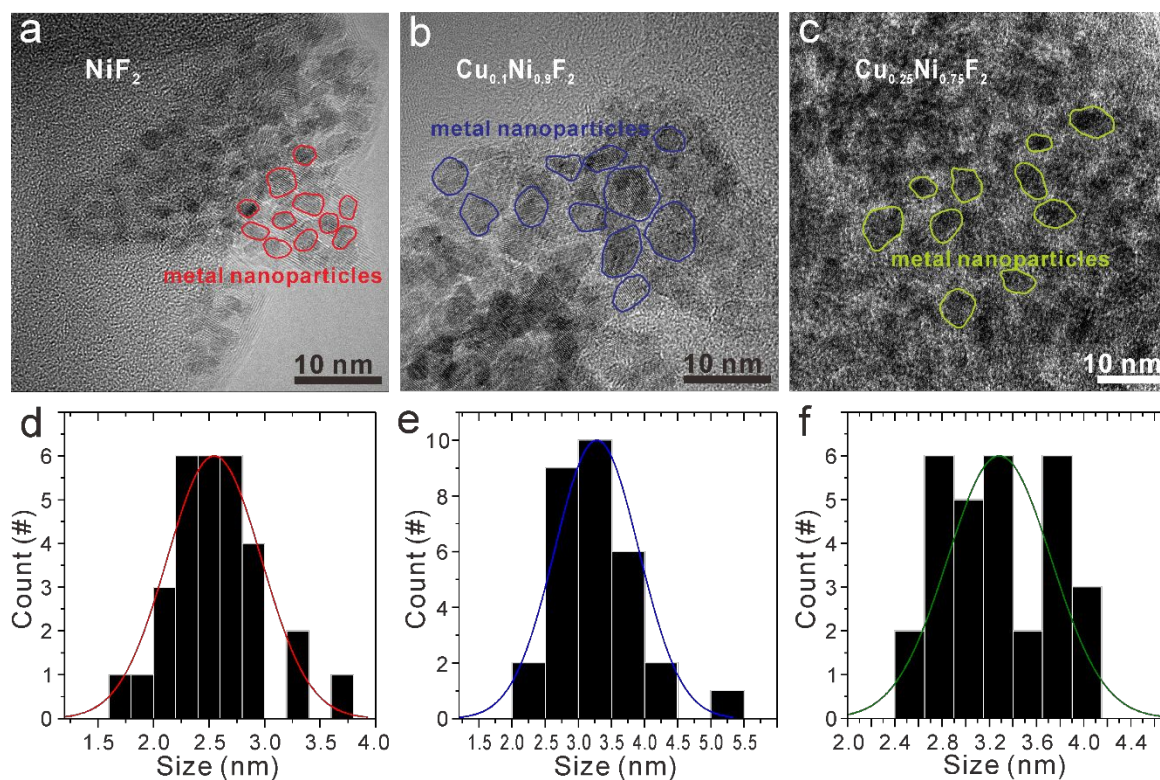 a
NiF₂
metal nanoparticles
10 nm
b
Cu₀.₁Ni₀.₉F₂
metal nanoparticles
10 nm
c
Cu₀.₂₅Ni₀.₇₅F₂
metal nanoparticles
10 nm
d
6
5
4
3
2
1
0
Count (#)
1.5 2.0 2.5 3.0 3.5 4.0
Size (nm)
e
10
8
6
4
2
0
Count (#)
1.5 2.0 2.5 3.0 3.5 4.0 4.5 5.0 5.5
Size (nm)
f
6
5
4
3
2
1
0
Count (#)
2.0 2.4 2.8 3.2 3.6 4.0 4.4
Size (nm)